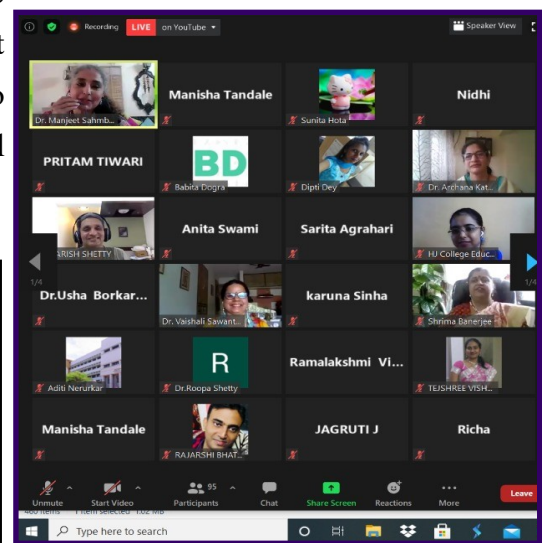 Recording LIVE on YouTube Speaker View
Dr. Manjeet Sahmb...
Manisha Tandale
Sunita Hota
Nidhi
PRITAM TIWARI
BD
Babita Dogra
Dipti Dey
Dr. Archana Kat...
ARISH SHETTY
Anita Swami
Sarita Agrahari
HJ College Educ...
1/4
1/4
Dr.Usha Borkar...
Dr. Vaishali Sawant...
karuna Sinha
Shrima Banerjee
Aditi Nerurkar
R
Dr.Roopa Shetty
Ramalakshmi Vi...
TEJSHREE VISH...
Manisha Tandale
RAJARSHI BHAT...
JAGRUTI J
Richa
95
Unmute Start Video Participants Chat Share Screen Reactions More Leave
Type here to search